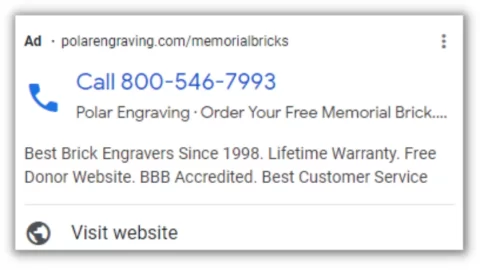 Ad · polarengraving.com/memorialbricks
Call 800-546-7993
Polar Engraving · Order Your Free Memorial Brick....
Best Brick Engravers Since 1998. Lifetime Warranty. Free
Donor Website. BBB Accredited. Best Customer Service
Visit website